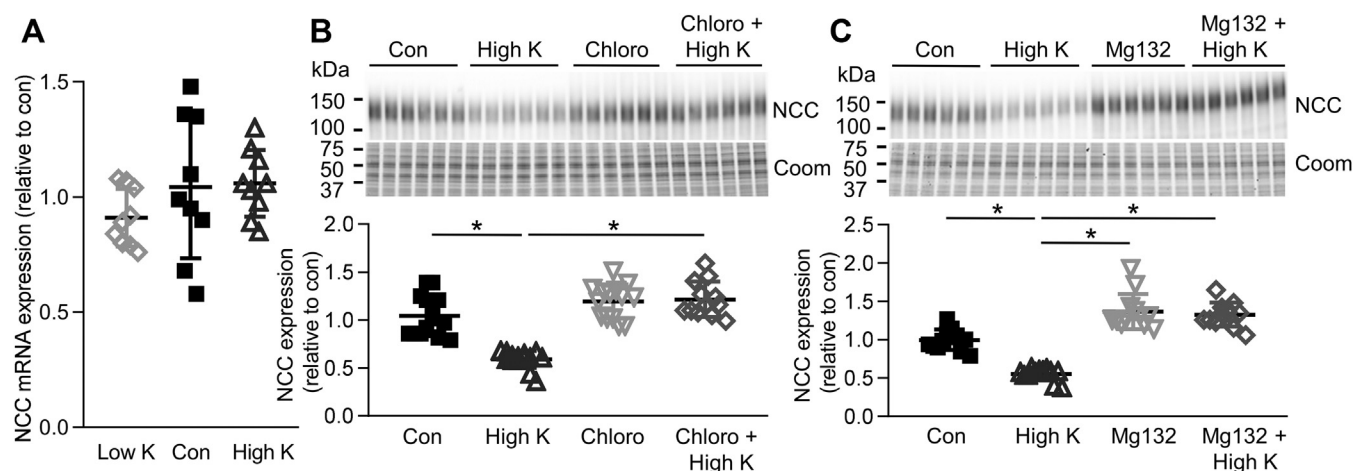 A
NCC mRNA expression (relative to con)
1.5
1.0
0.5
0.0
Low K Con High K
B
Con High K Chloro Chloro +
High K
kDa
150
100
NCC
75
50
37
Coom
NCC expression
(relative to con)
2.0
1.5
1.0
0.5
0.0
* *
Con High K Chloro Chloro +
High K
C
Con High K Mg132 Mg132 +
High K
kDa
150
100
NCC
75
50
37
Coom
NCC expression
(relative to con)
2.5
2.0
1.5
1.0
0.5
0.0
* * *
Con High K Mg132 Mg132 +
High K